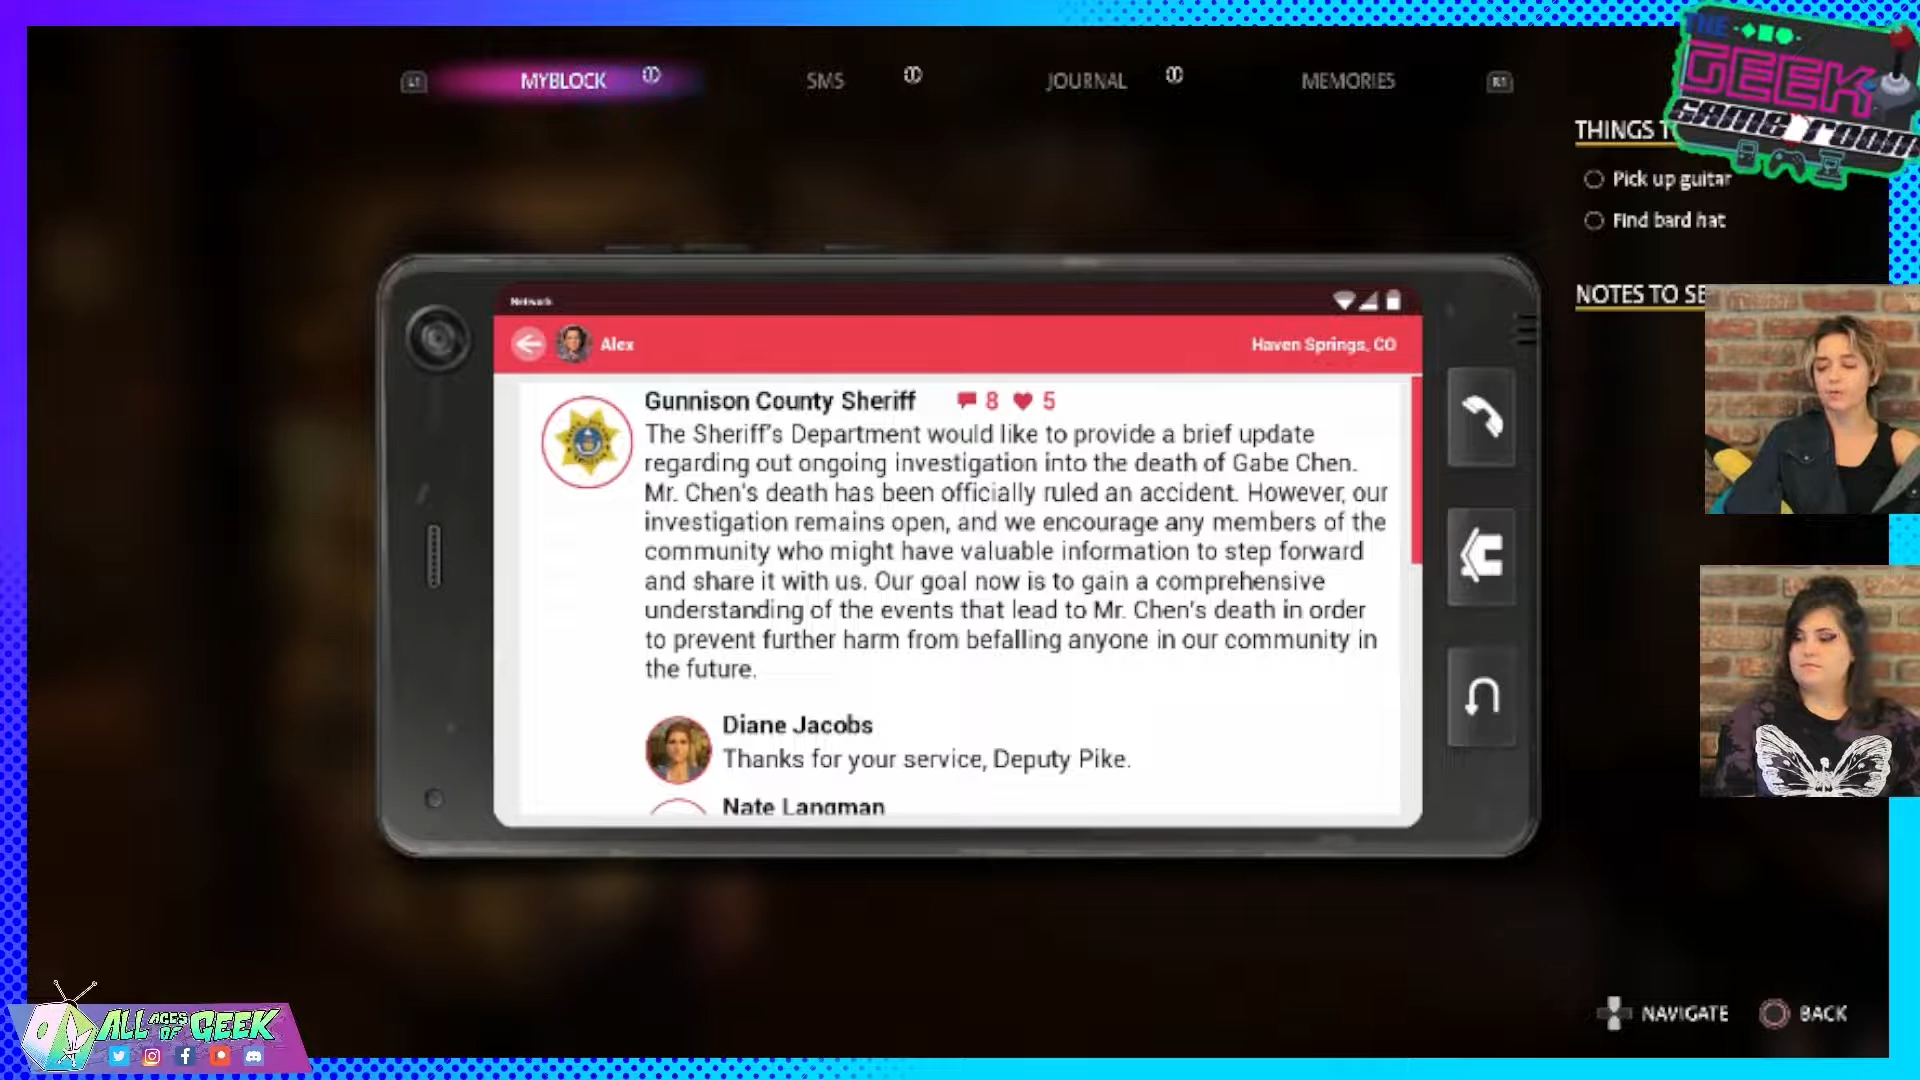 THE
GEEK
GAME ROOM
L1
MYBLOCK
SMS
JOURNAL
MEMORIES
R1
THINGS T
Pick up guitar
Find bard hat
NOTES TO SE
Network
Alex
Haven Springs, CO
Gunnison County Sheriff 8 5
The Sheriff's Department would like to provide a brief update
regarding out ongoing investigation into the death of Gabe Chen.
Mr. Chen's death has been officially ruled an accident. However, our
investigation remains open, and we encourage any members of the
community who might have valuable information to step forward
and share it with us. Our goal now is to gain a comprehensive
understanding of the events that lead to Mr. Chen's death in order
to prevent further harm from befalling anyone in our community in
the future.
Diane Jacobs
Thanks for your service, Deputy Pike.
Nate Langman
NAVIGATE
BACK
ALL AGES OF GEEK